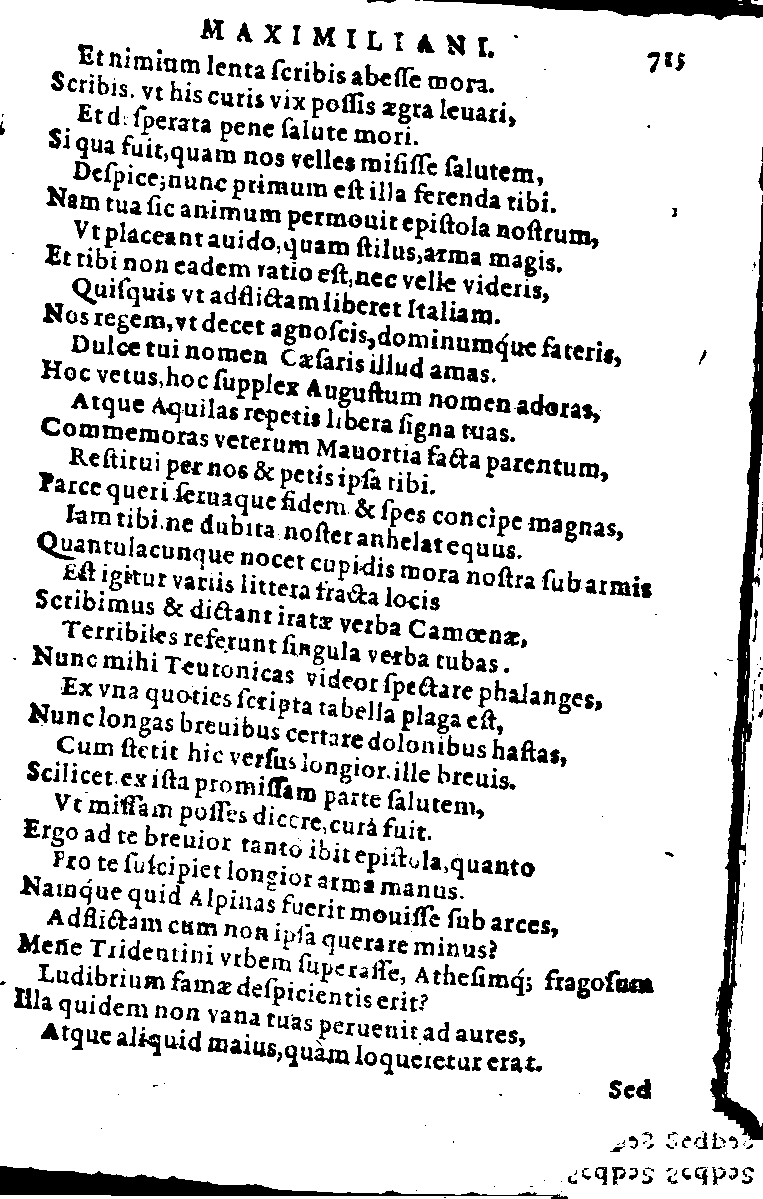 MAXIMILIANI. 715
Et nimium lenta ſcribis abeſſe mora.
Scribis. vt his curis vix poſſis ægra leuari,
Et d: ſperata pene ſalute mori.
Si qua fuit, quam nos velles miſiſſe ſalutem,
Deſpice; nunc primum eſt illa ferenda tibi.
Nam tua ſic animum permouit epiſtola noſtrum,
Vt placeant auido, quam ſtilus, arma magis.
Et tibi non eadem ratio eſt, nec velle videris,
Quiſquis vt adflictam liberet Italiam.
Nos regem, vt decet agnoſcis, dominumq́ue fateris,
Dulce tui nomen Cæſaris illud amas.
Hoc vetus, hoc ſupplex Auguſtum nomen adoras,
Atque Aquilas repetis libera ſigna tuas.
Commemoras veterum Mauortia facta parentum,
Reſtitui per nos & petis ipſa tibi.
Parce queri ſeruaque fidem & ſpes concipe magnas,
Iam tibi. ne dubita noſter anhelat equus.
Quantulacunque nocet cupidis mora noſtra ſub armis
Eſt igitur variis littera fracta locis
Scribimus & dictant iratæ verba Camœnæ,
Terribiles referunt ſingula verba tubas.
Nunc mihi Teutonicas videor ſpectare phalanges,
Ex vna quoties ſcripta tabella plaga eſt,
Nunc longas breuibus certare dolonibus haſtas,
Cum ſtetit hic verſus longior. ille breuis.
Scilicet ex iſta promiſſam parte ſalutem,
Vt miſſam poſſes dicere, curá fuit.
Ergo ad te breuior tanto ibit epiſtola, quanto
Pro te ſuſcipiet longior arma manus.
Namq́ue quid Alpinas fuerit mouiſſe ſub arces,
Adflictam cum non ipſa querare minus?
Mene Tridentini vrbem ſuperaſſe, Atheſimq́; fragoſum
Ludibrium famæ deſpicientis erit?
Illa quidem non vana tuas peruenit ad aures,
Atque aliquid maius, quàm loqueretur erat.
Sed